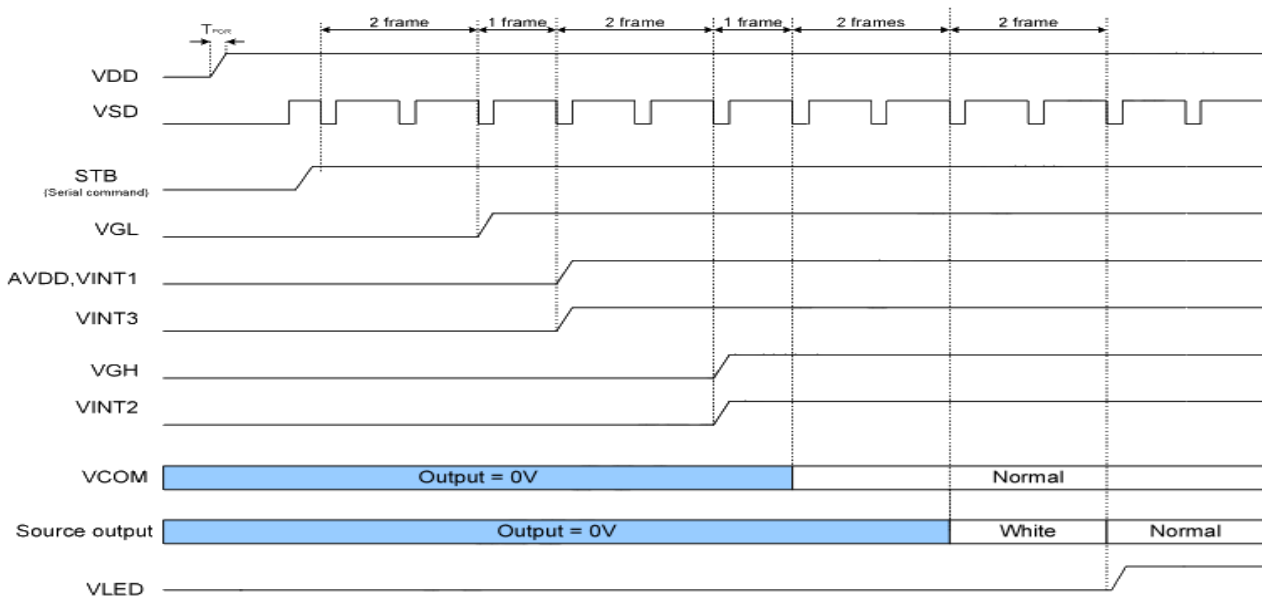 2 frame 1 frame 2 frame 1 frame 2 frames 2 frame
TPOR
VDD
VSD
STB
(Serial command)
VGL
AVDD,VINT1
VINT3
VGH
VINT2
VCOM Output = 0V Normal
Source output Output = 0V White Normal
VLED